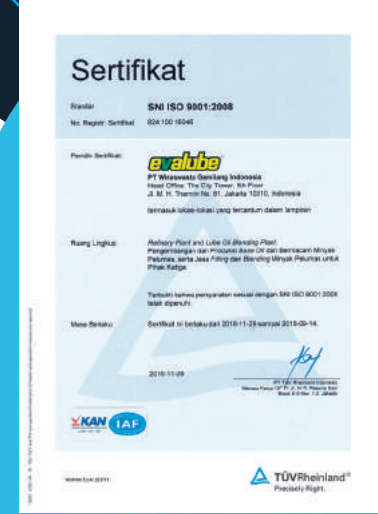 Sertifikat
Standar SNI ISO 9001:2008
No. Registr. Sertifikat 824 100 16046
Pemilik Sertifikat: evalube
PT Wiraswasta Gemilang Indonesia
Head Office: The City Tower, 5th Floor
Jl. M. H. Thamrin No. 81, Jakarta 10310, Indonesia
termasuk lokasi-lokasi yang tercantum dalam lampiran
Ruang Lingkup: Refinery Plant and Lube Oil Blending Plant:
Pengembangan dan Produksi Base Oil dan Bermacam Minyak
Pelumas, serta Jasa Filling dan Blending Minyak Pelumas untuk
Pihak Ketiga.
Terbukti bahwa persyaratan sesuai dengan SNI ISO 9001:2008
telah dipenuhi.
Masa Berlaku: Sertifikat ini berlaku dari 2016-11-29 sampai 2018-09-14.
2016-11-29
PT TÜV Rheinland Indonesia
KAN IAF
www.tuv.com
TÜVRheinland®
Precisely Right.